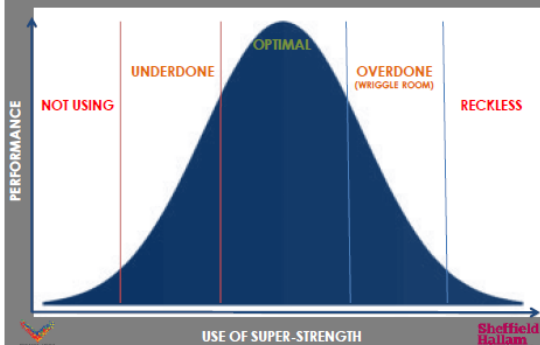 OPTIMAL
UNDERDONE
OVERDONE
(WRIGGLE ROOM)
NOT USING
RECKLESS
PERFORMANCE
USE OF SUPER-STRENGTH
Sheffield
Hallam